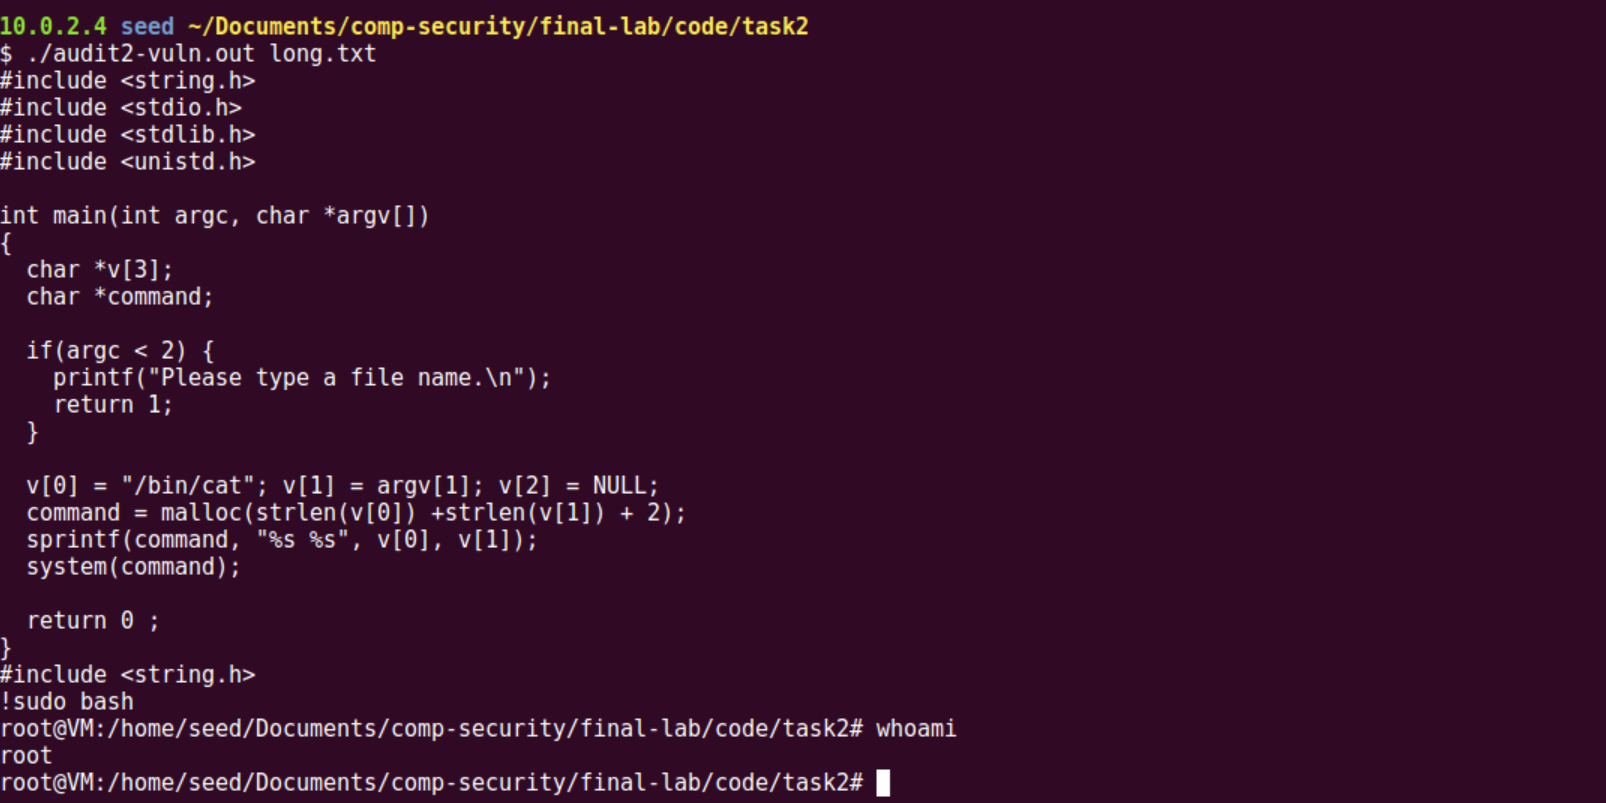 10.0.2.4 seed ~/Documents/comp-security/final-lab/code/task2
$ ./audit2-vuln.out long.txt
#include <string.h>
#include <stdio.h>
#include <stdlib.h>
#include <unistd.h>

int main(int argc, char *argv[])
{
  char *v[3];
  char *command;

  if(argc < 2) {
    printf("Please type a file name.\n");
    return 1;
  }

  v[0] = "/bin/cat"; v[1] = argv[1]; v[2] = NULL;
  command = malloc(strlen(v[0]) +strlen(v[1]) + 2);
  sprintf(command, "%s %s", v[0], v[1]);
  system(command);

  return 0 ;
}
#include <string.h>
!sudo bash
root@VM:/home/seed/Documents/comp-security/final-lab/code/task2# whoami
root
root@VM:/home/seed/Documents/comp-security/final-lab/code/task2#